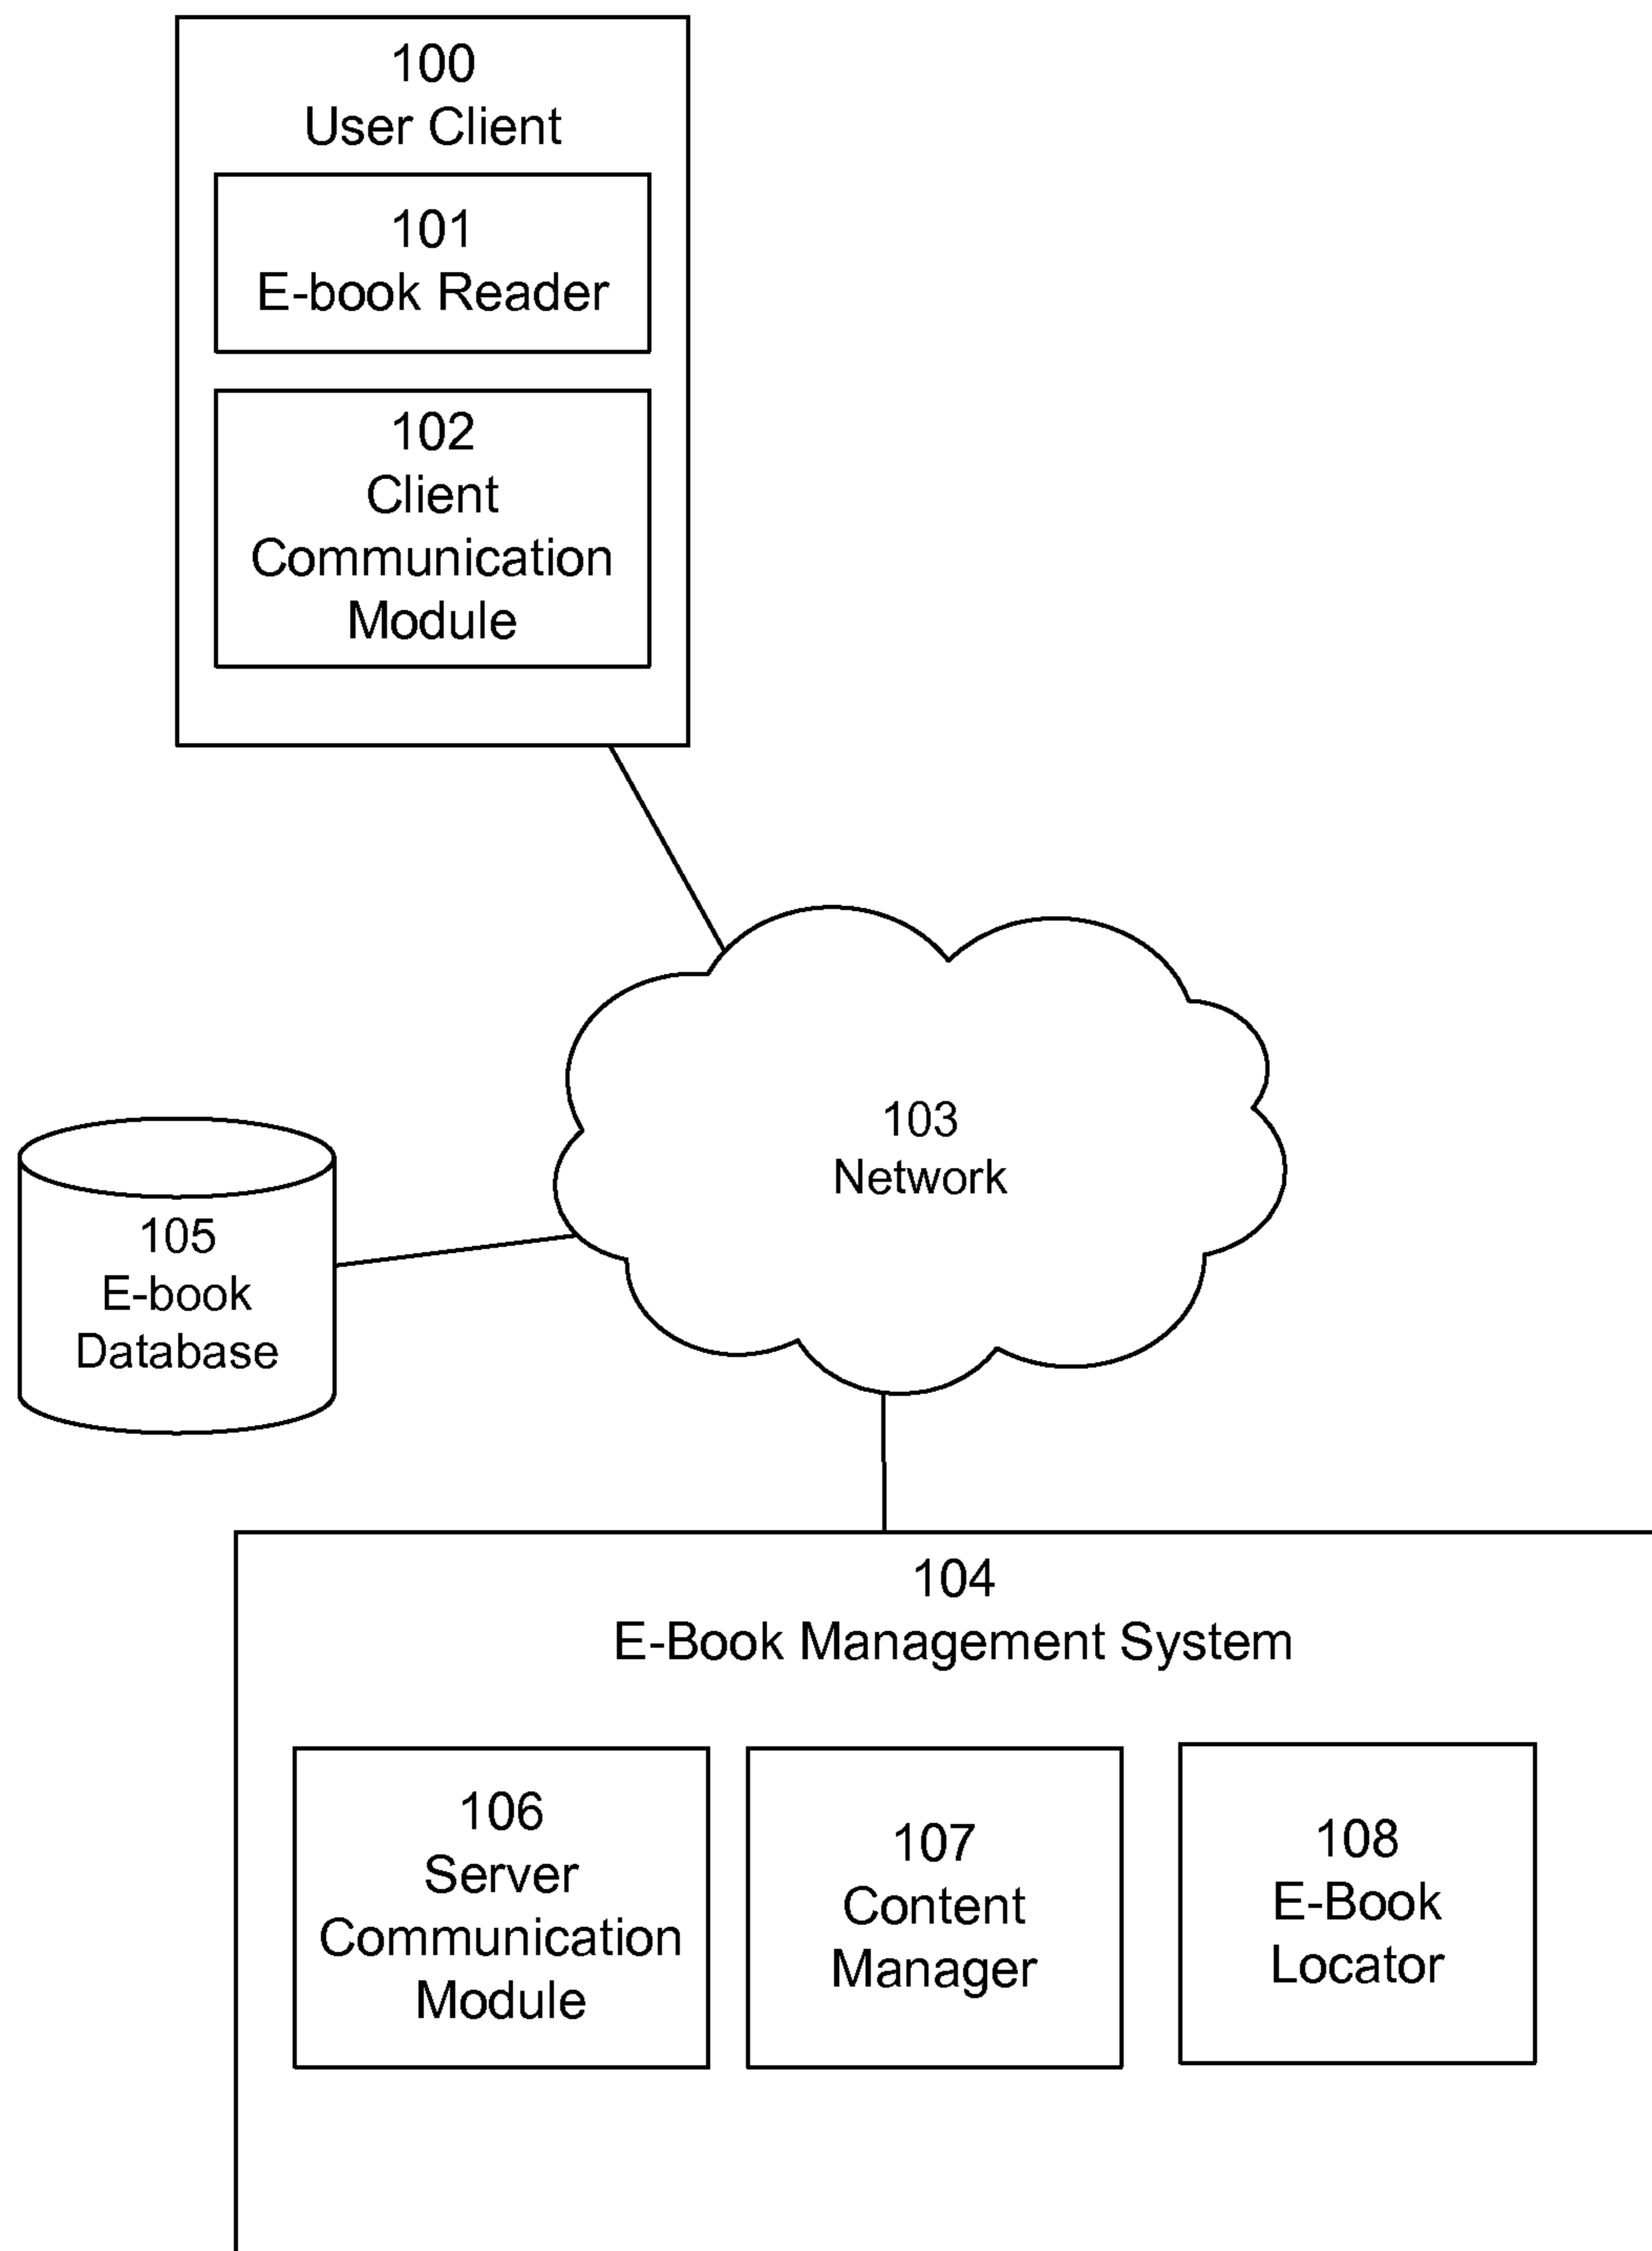 100
User Client
101
E-book Reader
102
Client
Communication
Module
103
Network
105
E-book
Database
104
E-Book Management System
106
Server
Communication
Module
107
Content
Manager
108
E-Book
Locator